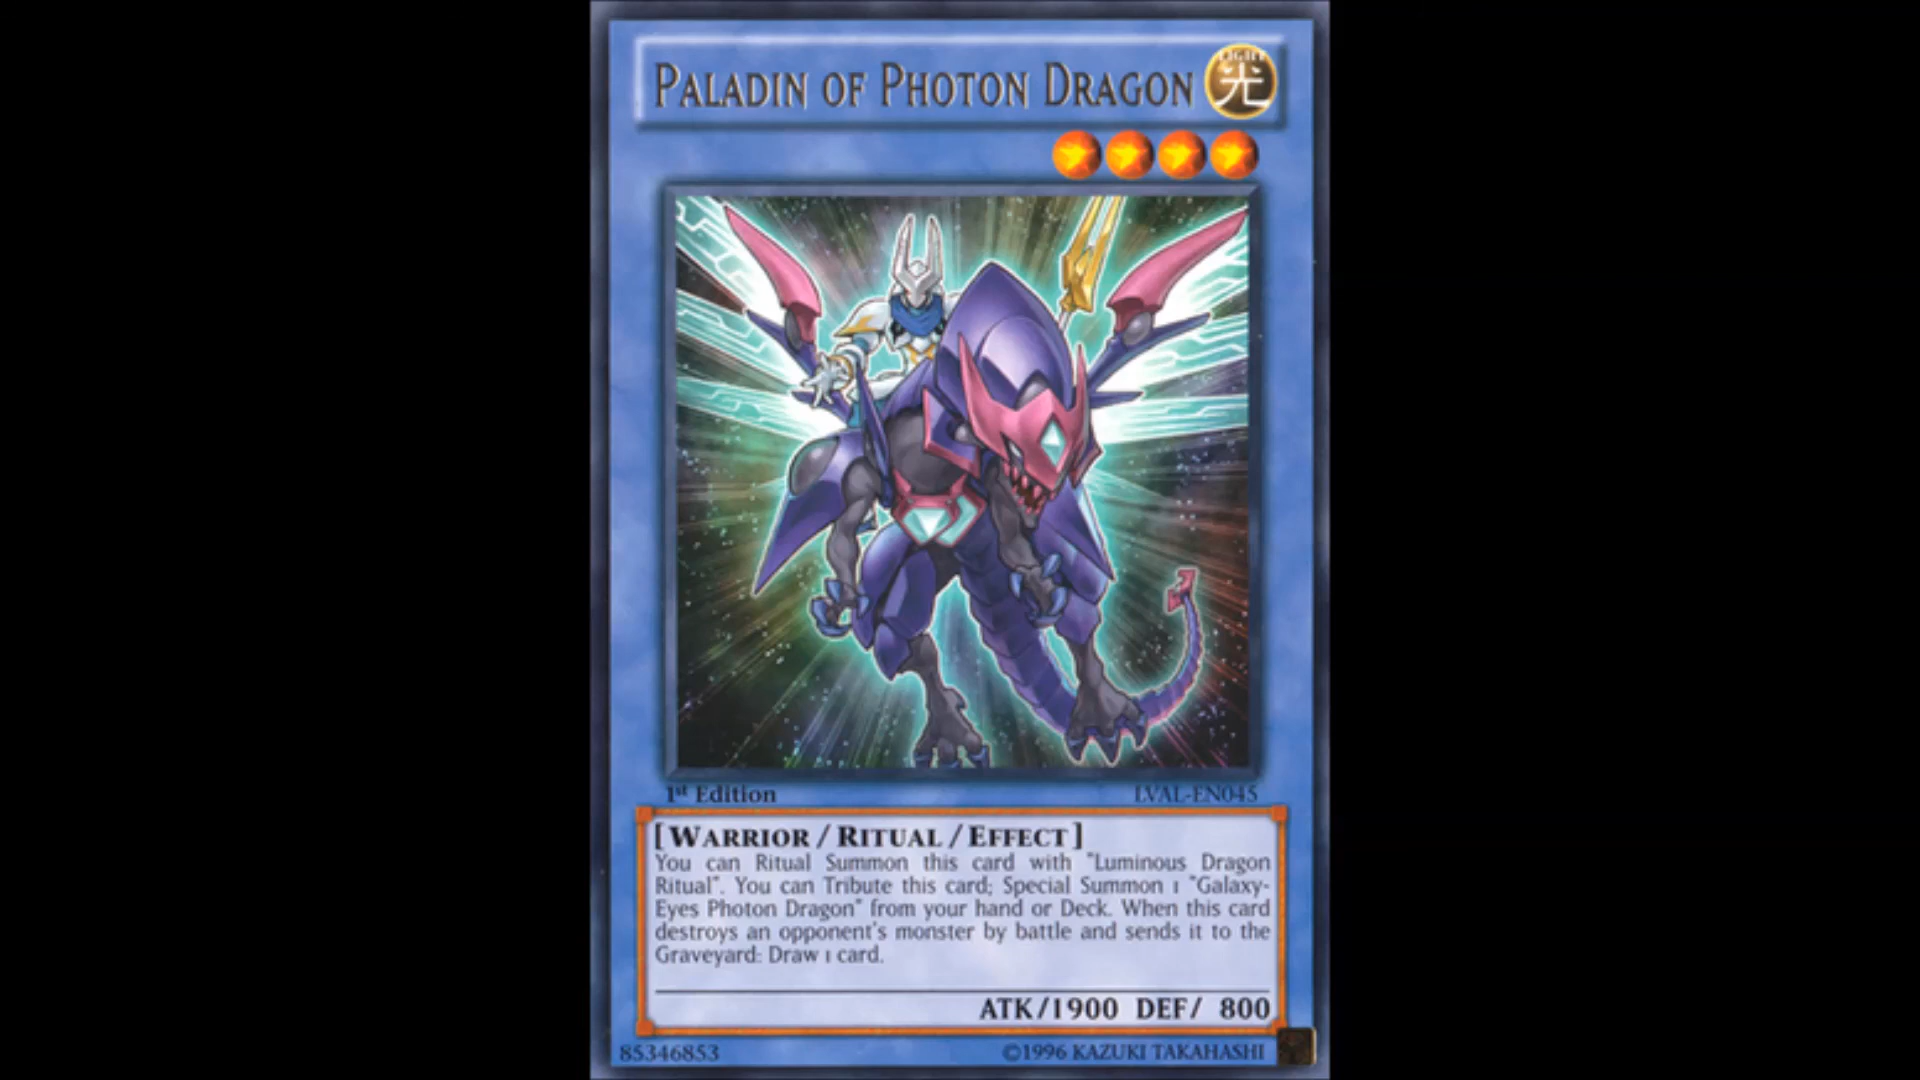 Paladin of Photon Dragon
LIGHT
光
1st Edition
LVAL-EN045
[Warrior/Ritual/Effect]
You can Ritual Summon this card with "Luminous Dragon
Ritual". You can Tribute this card; Special Summon 1 "Galaxy-
Eyes Photon Dragon" from your hand or Deck. When this card
destroys an opponent's monster by battle and sends it to the
Graveyard: Draw 1 card.
ATK/1900 DEF/ 800
85346853
©1996 KAZUKI TAKAHASHI